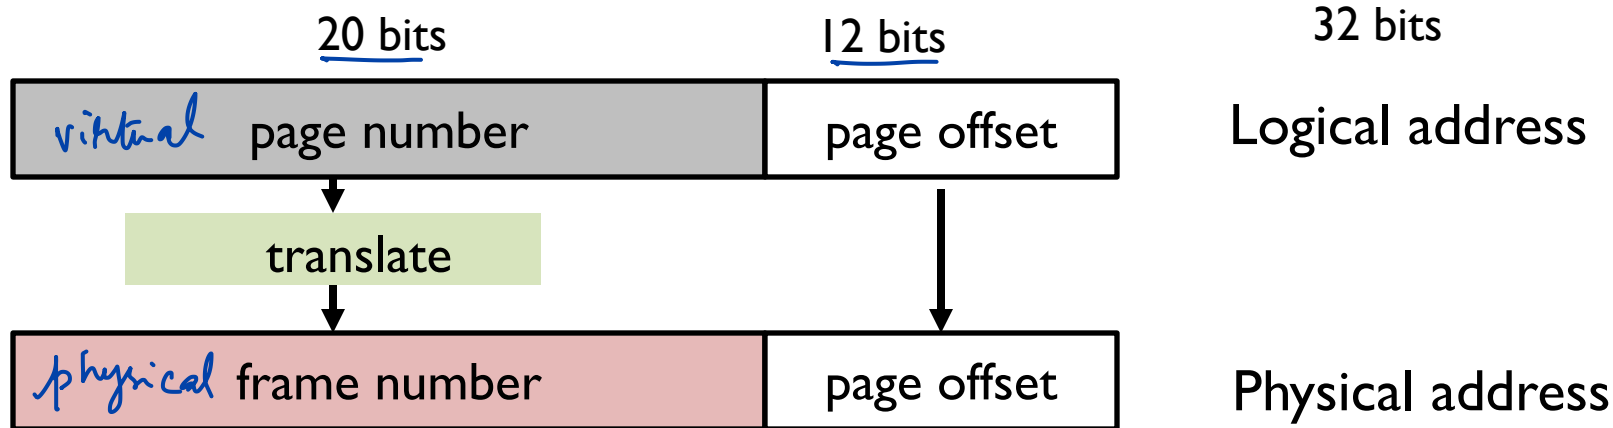 20 bits 12 bits 32 bits
virtual page number page offset Logical address
translate
physical frame number page offset Physical address